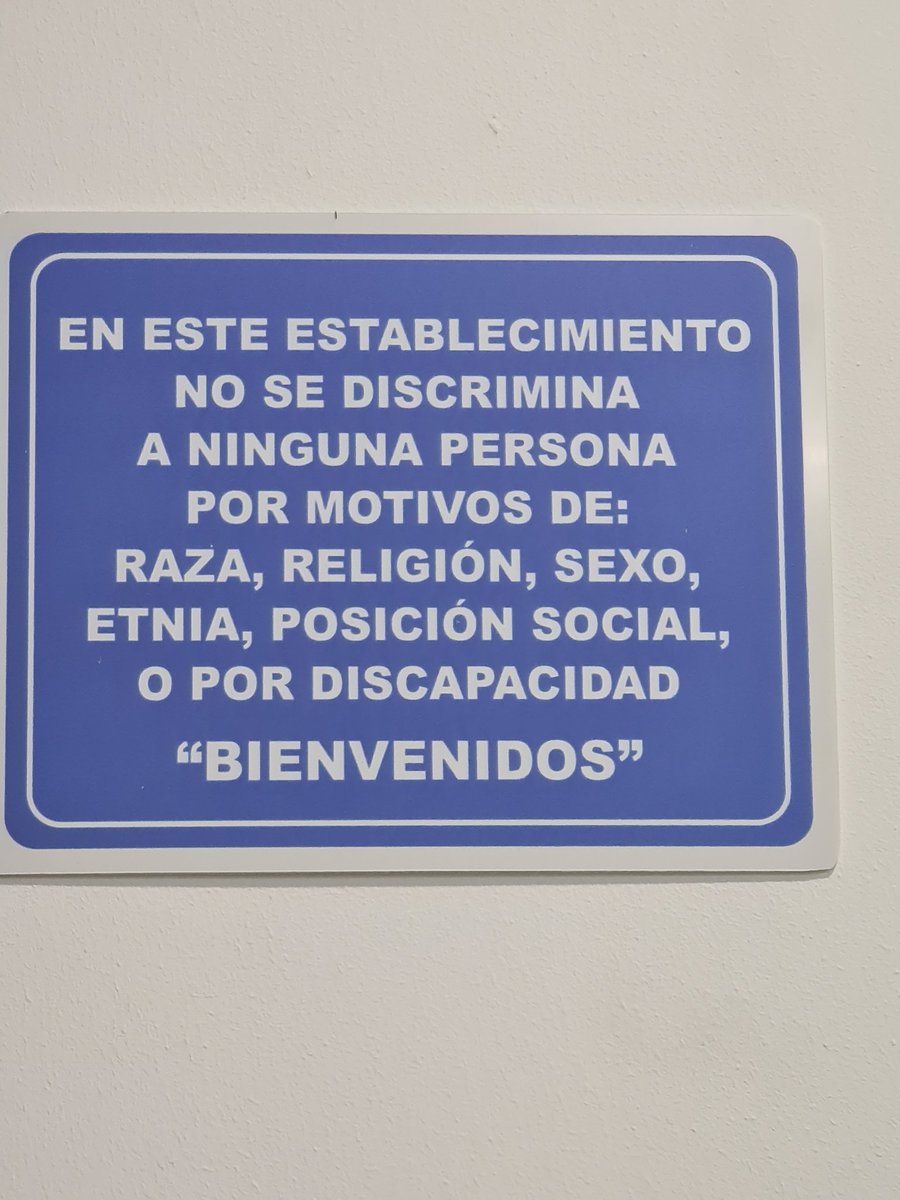 EN ESTE ESTABLECIMIENTO
NO SE DISCRIMINA
A NINGUNA PERSONA
POR MOTIVOS DE:
RAZA, RELIGIÓN, SEXO,
ETNIA, POSICIÓN SOCIAL,
O POR DISCAPACIDAD
“BIENVENIDOS”